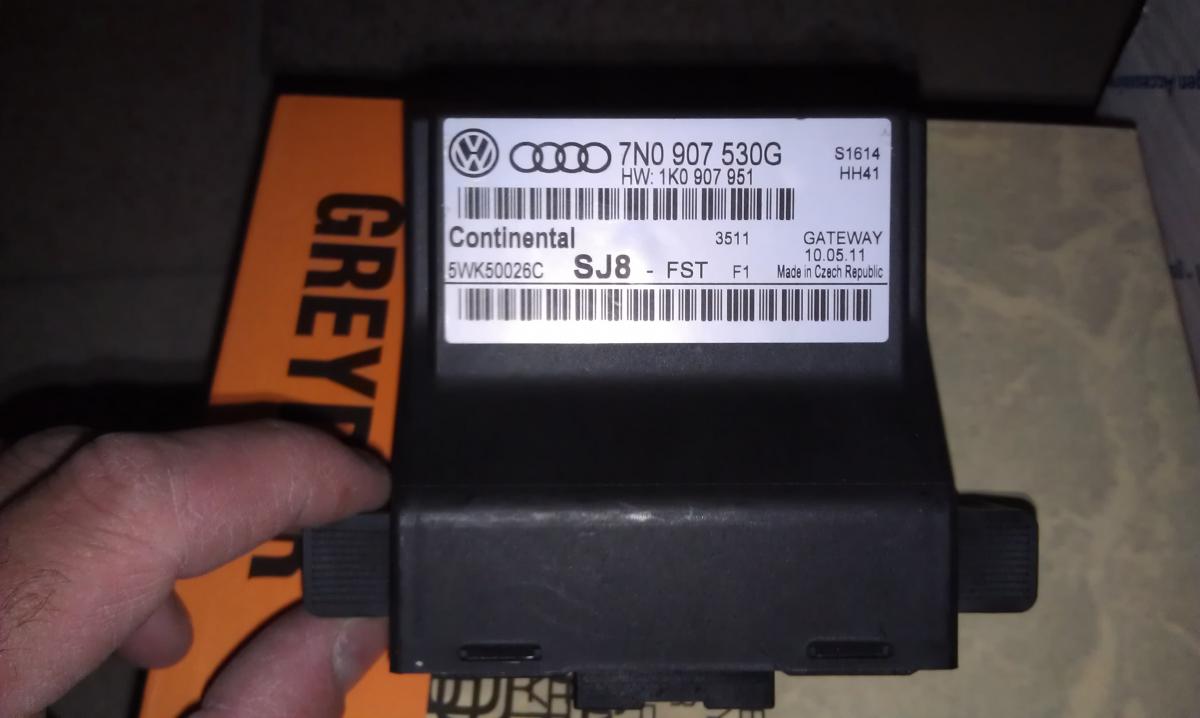 VW 7N0 907 530G S1614
HW: 1K0 907 951 HH41
Continental 3511 GATEWAY
10.05.11
5WK50026C SJ8 - FST F1 Made in Czech Republic
GREY
R